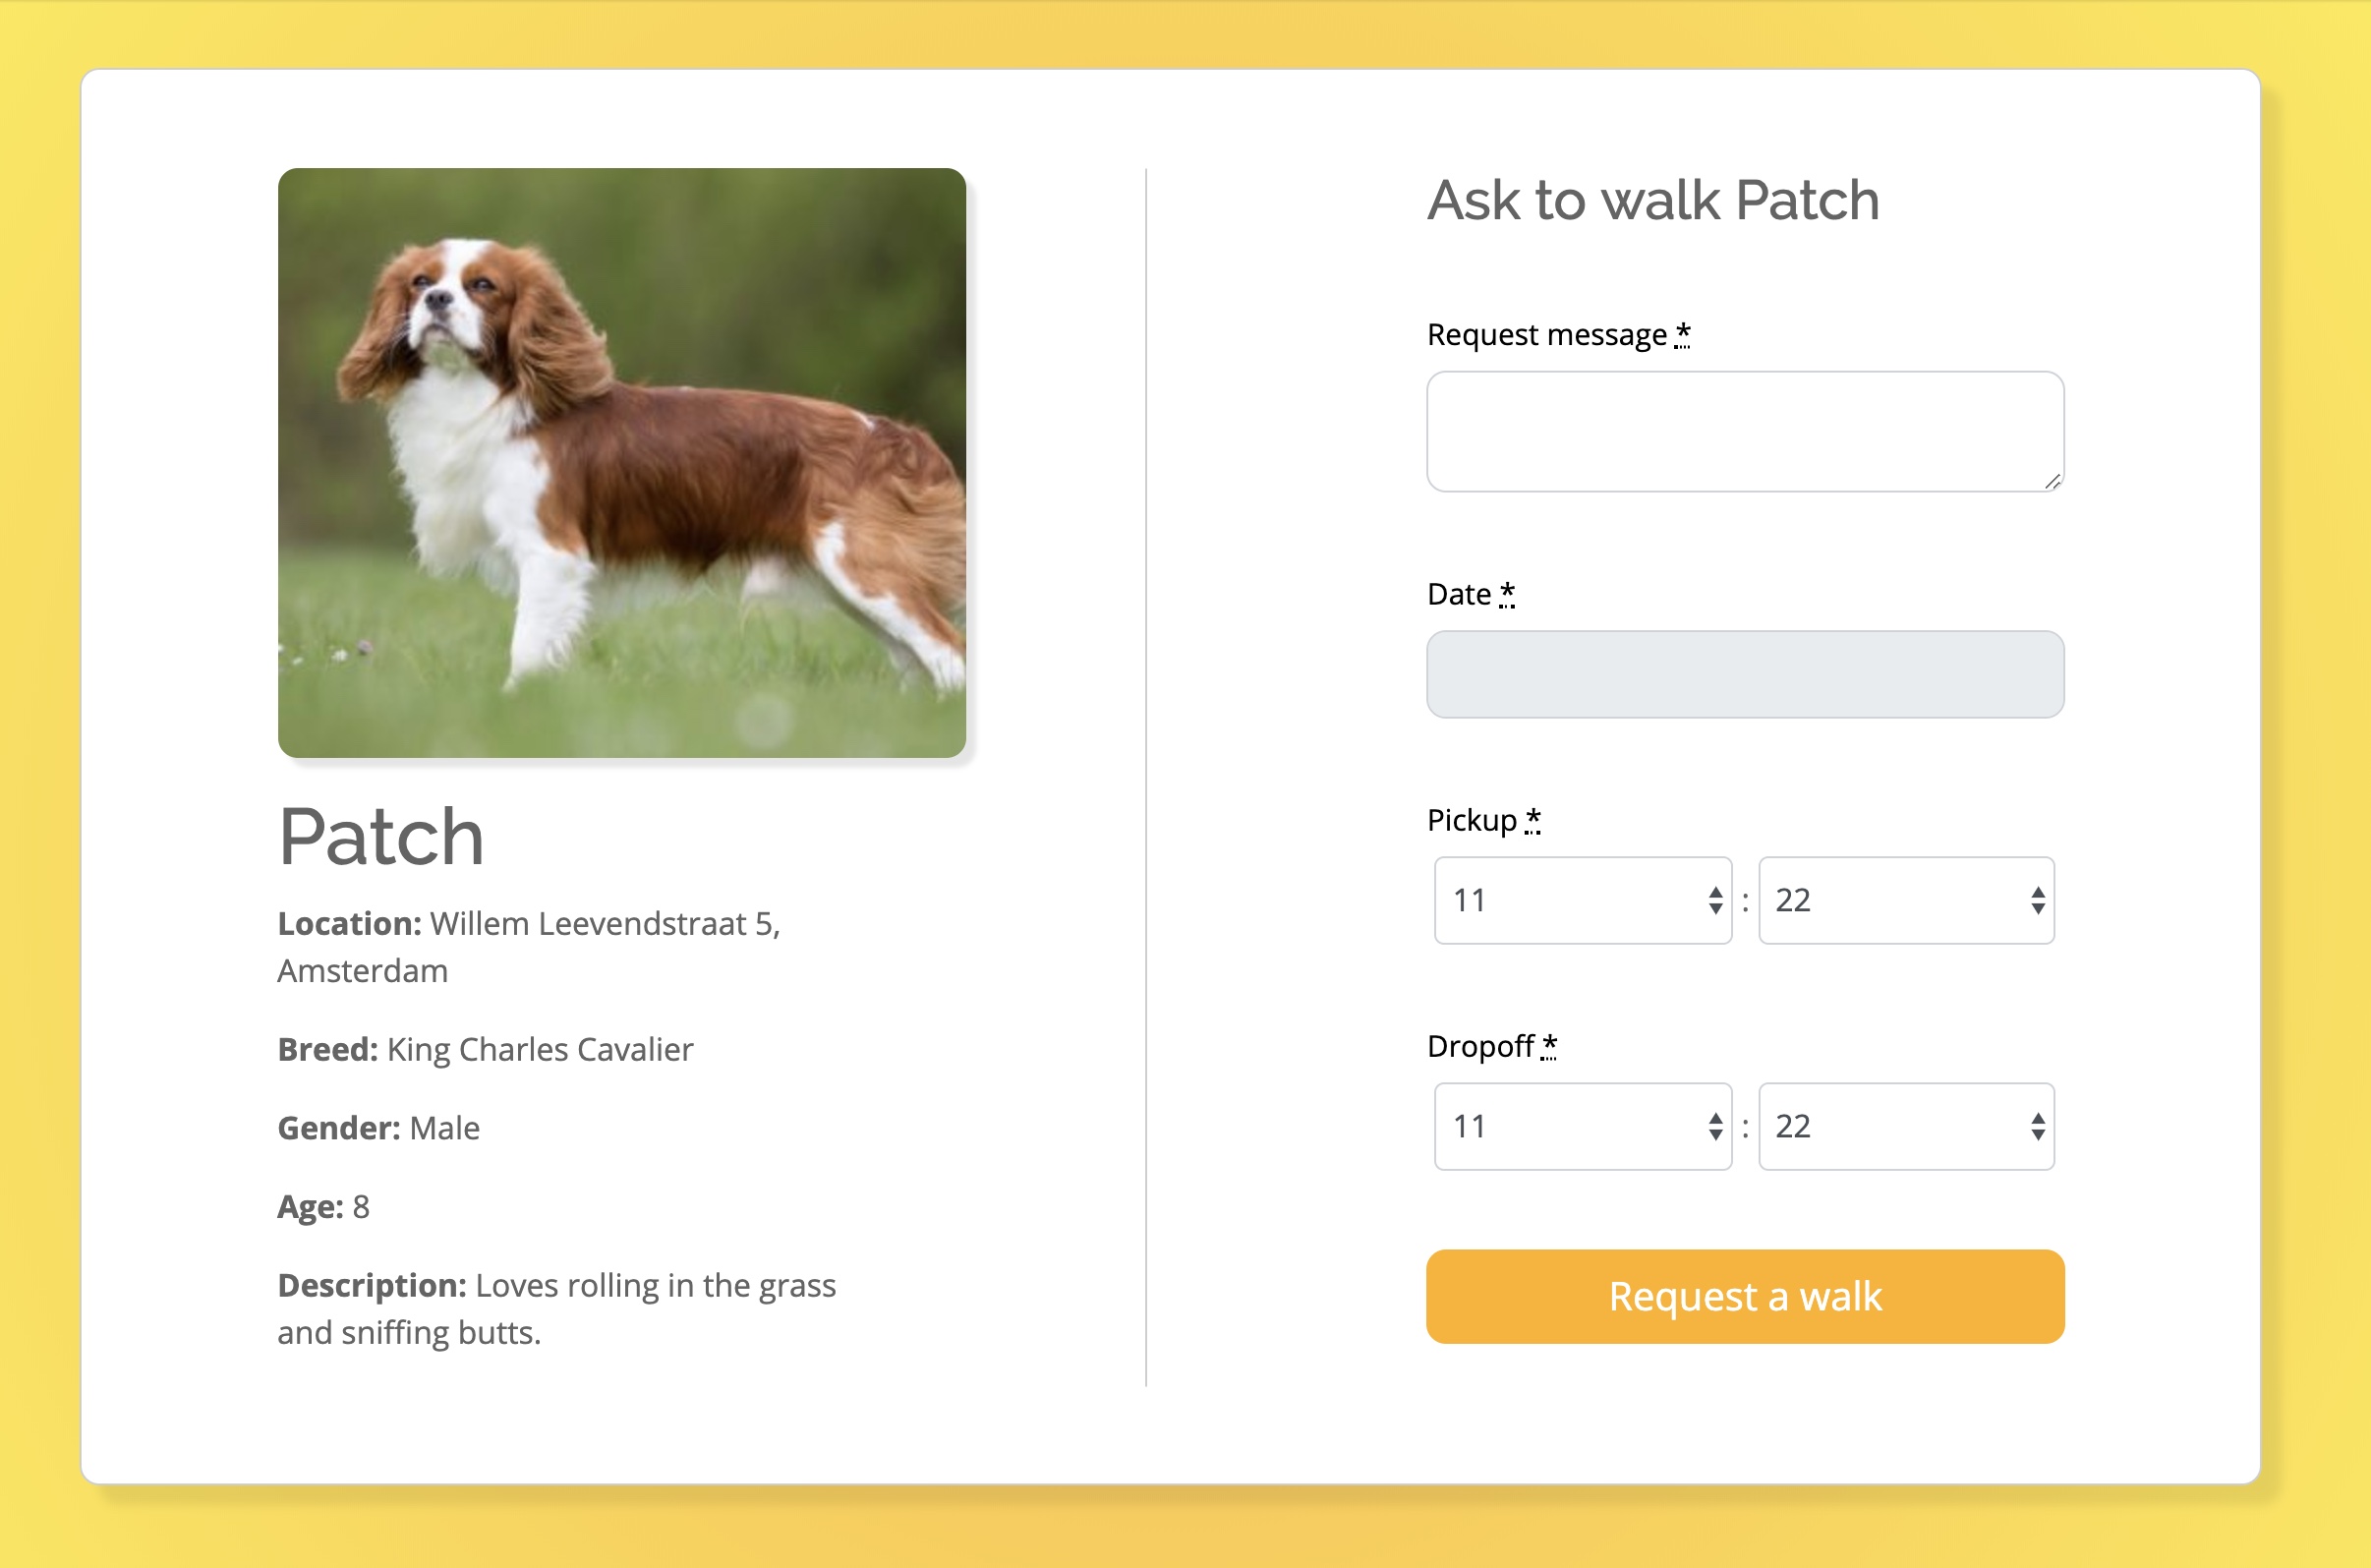 Patch
Location: Willem Leevendstraat 5,
Amsterdam
Breed: King Charles Cavalier
Gender: Male
Age: 8
Description: Loves rolling in the grass
and sniffing butts.
Ask to walk Patch
Request message *
Date *
Pickup *
11 : 22
Dropoff *
11 : 22
Request a walk